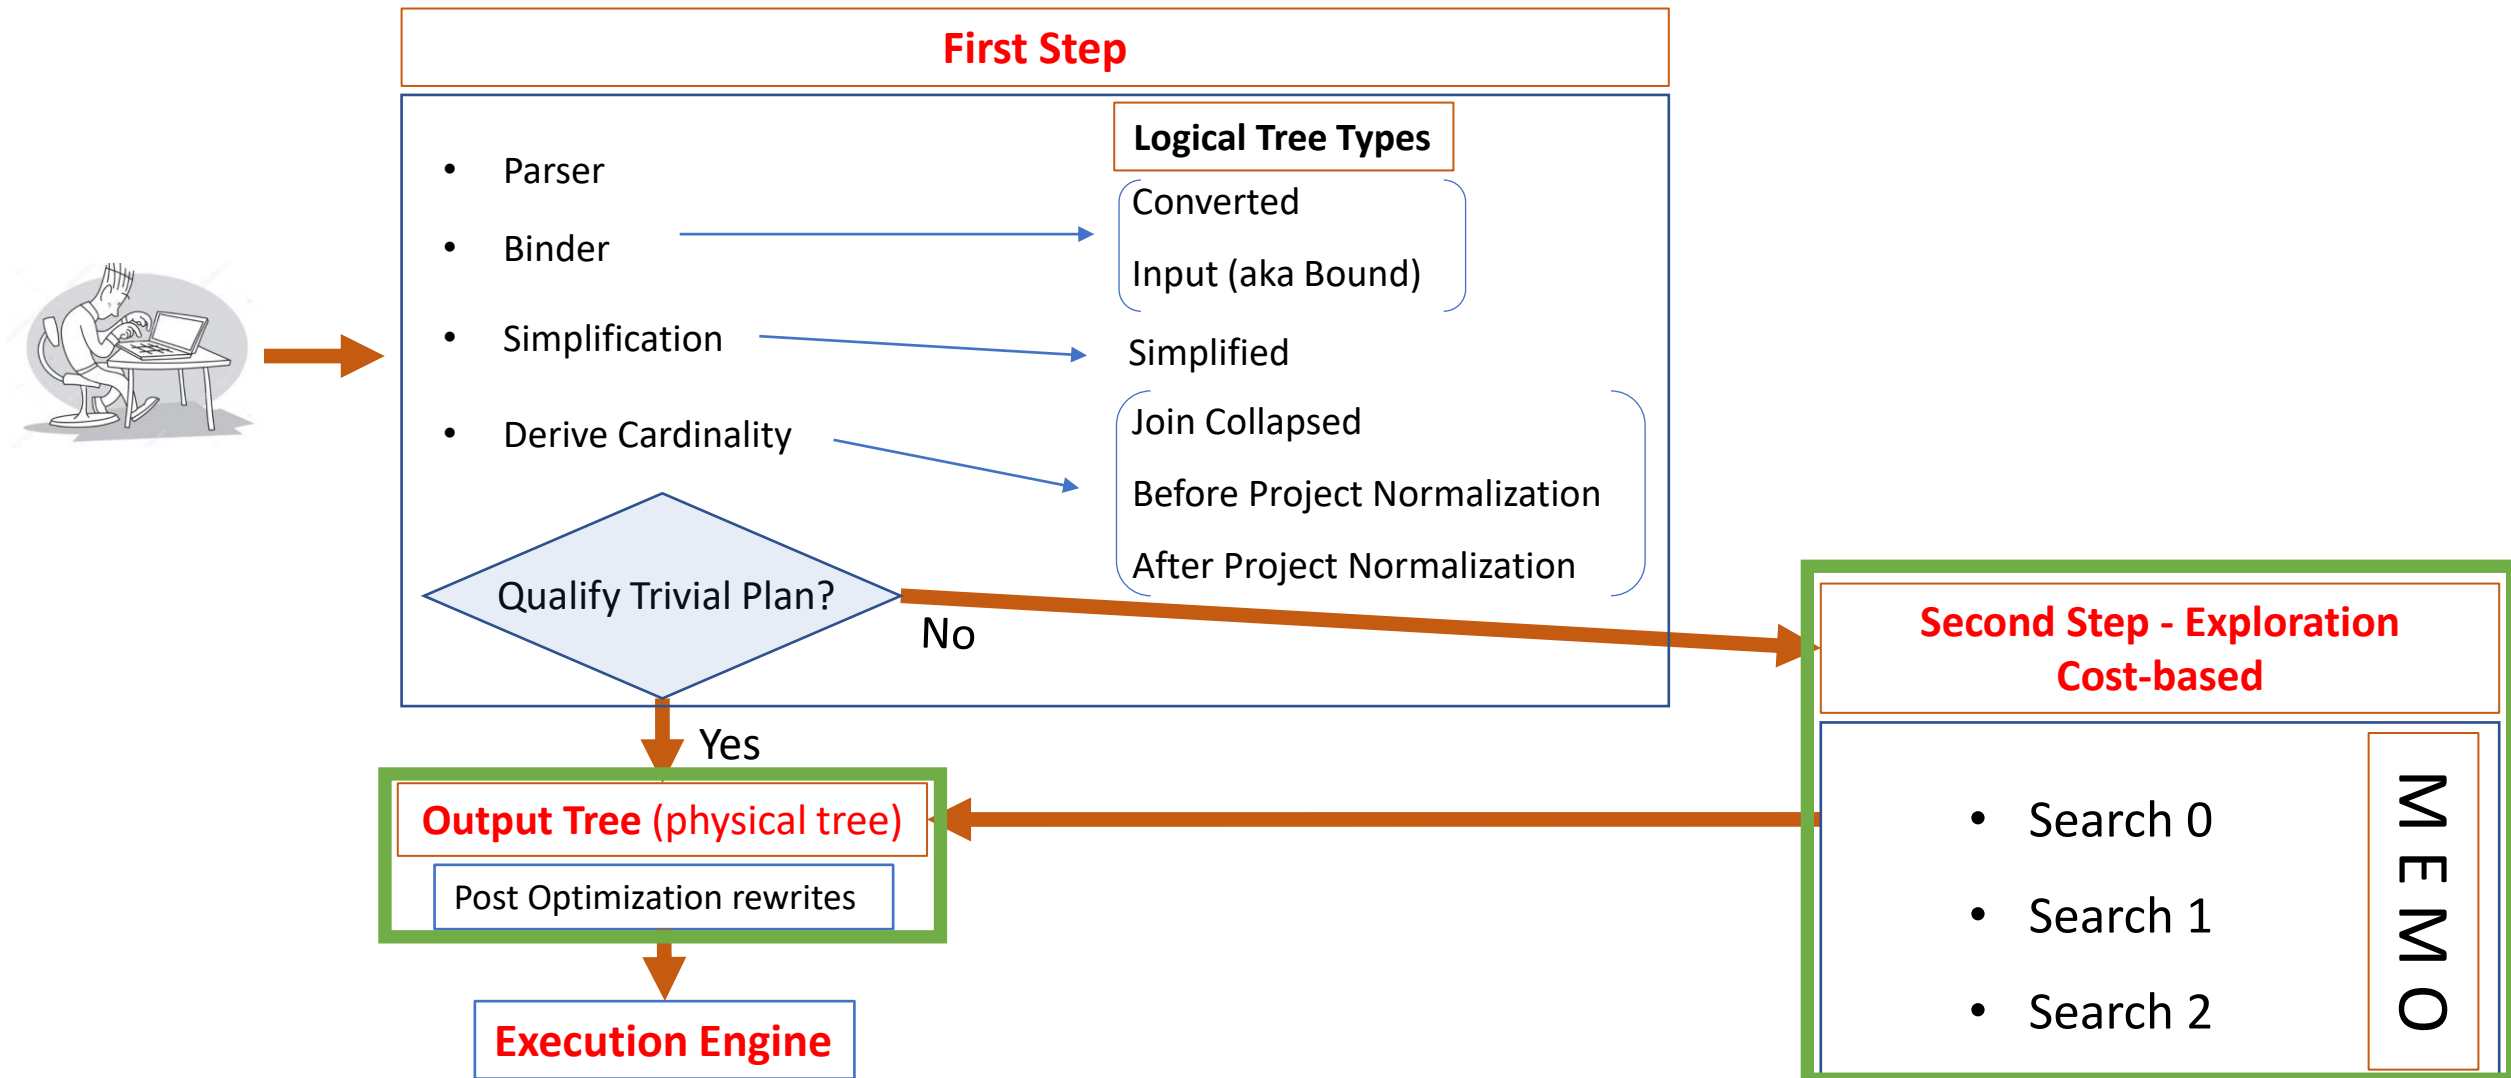 First Step
Logical Tree Types
• Parser
• Binder
• Simplification
• Derive Cardinality
Converted
Input (aka Bound)
Simplified
Join Collapsed
Before Project Normalization
After Project Normalization
Qualify Trivial Plan?
No
Yes
Second Step - Exploration
Cost-based
• Search 0
• Search 1
• Search 2
MEMO
Output Tree (physical tree)
Post Optimization rewrites
Execution Engine